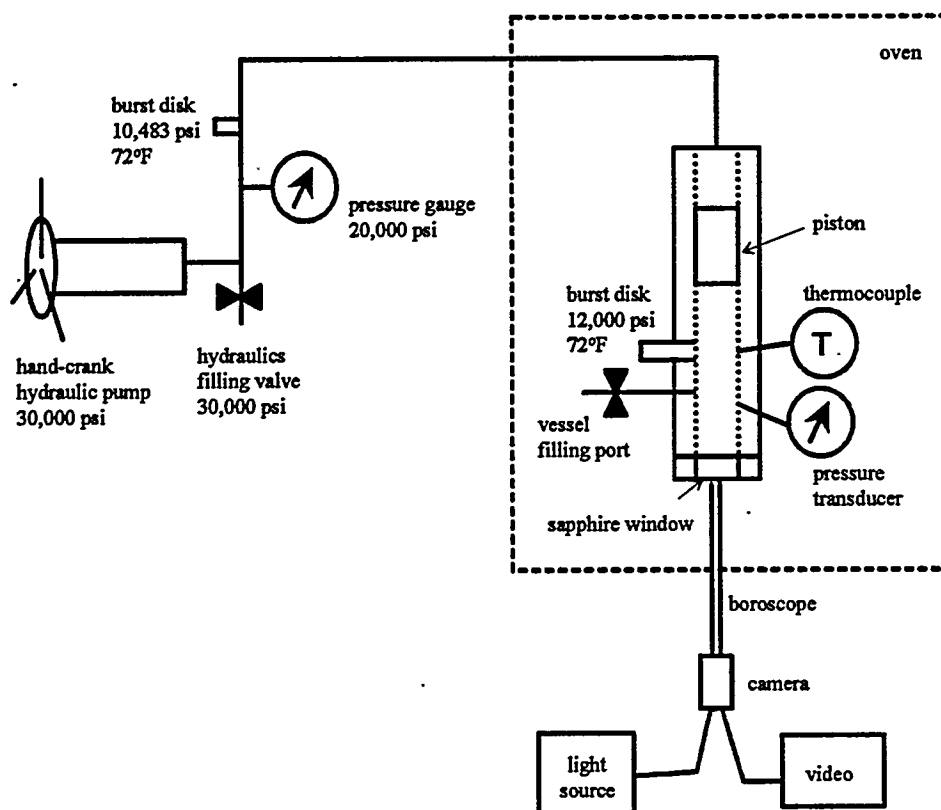 oven
burst disk
10,483 psi
72°F
pressure gauge
20,000 psi
piston
burst disk
12,000 psi
72°F
thermocouple
T
hand-crank
hydraulic pump
30,000 psi
hydraulics
filling valve
30,000 psi
vessel
filling port
pressure
transducer
sapphire window
boroscope
camera
light
source
video